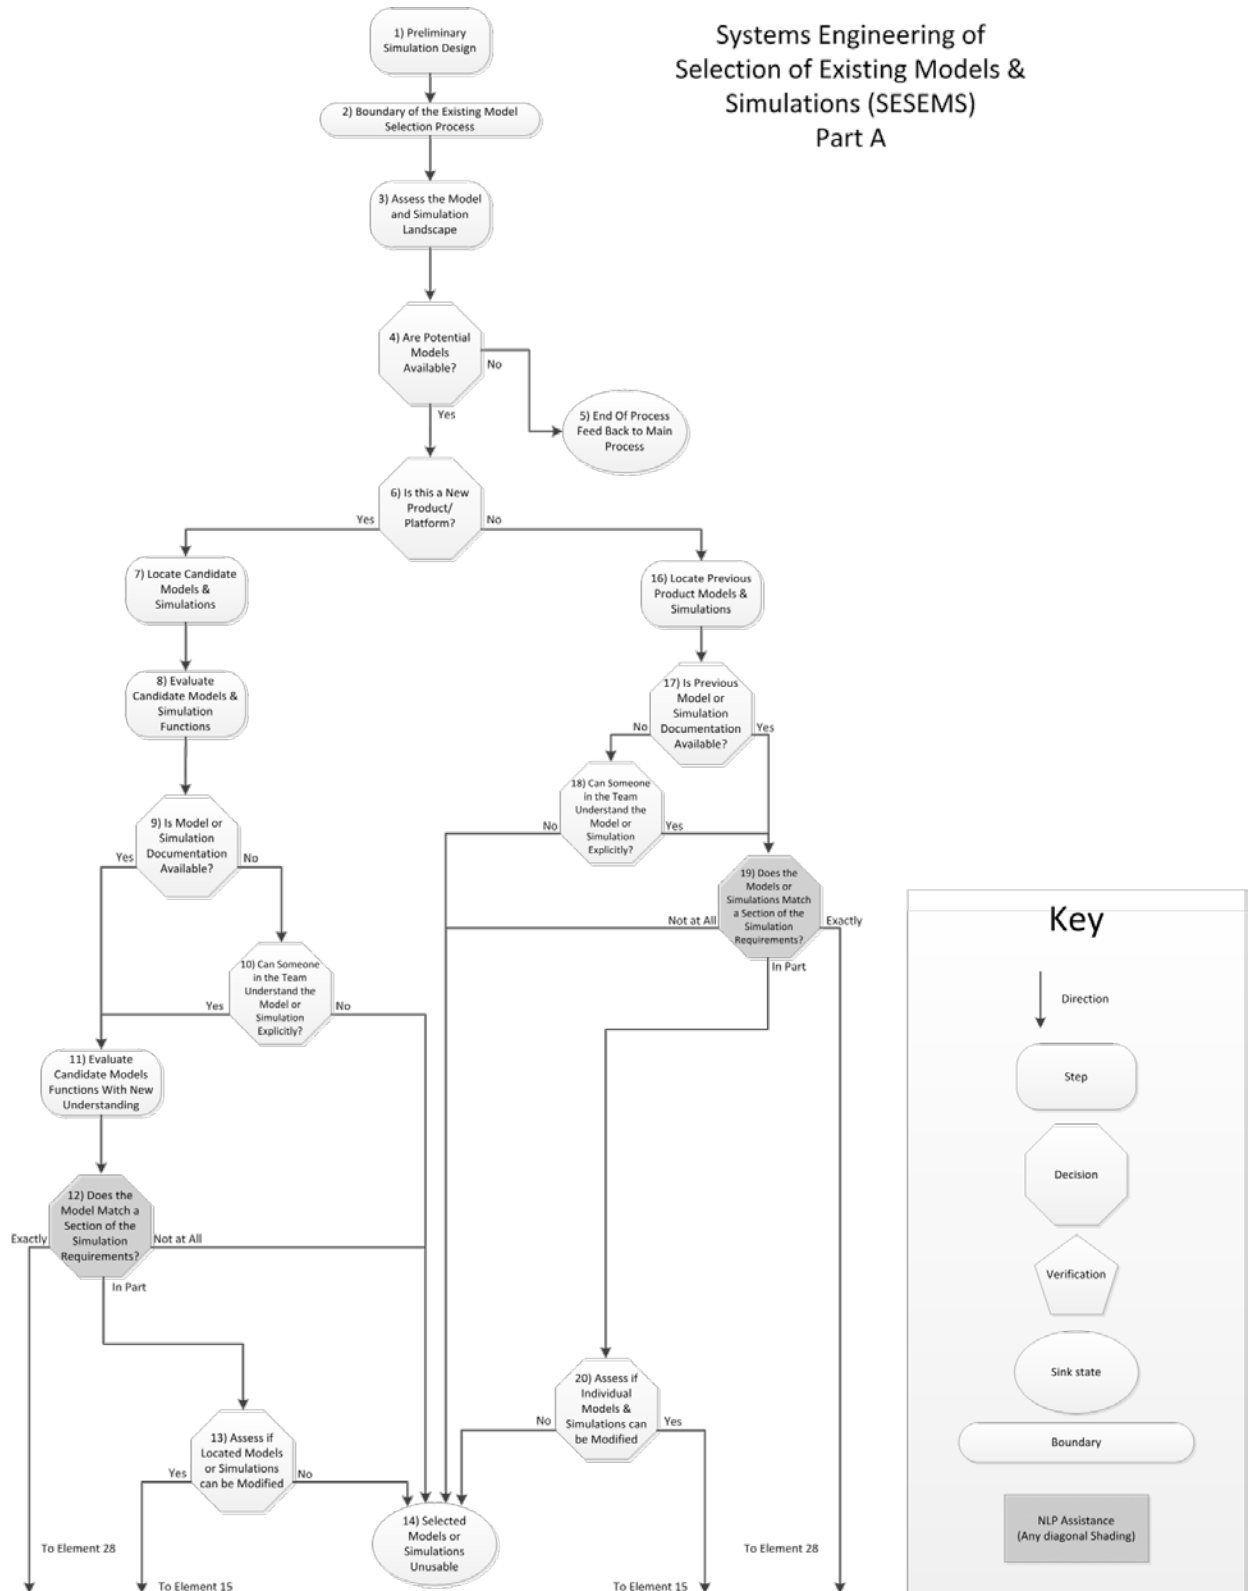 Systems Engineering of
Selection of Existing Models &
Simulations (SESEMS)
Part A
1) Preliminary
Simulation Design
2) Boundary of the Existing Model
Selection Process
3) Assess the Model
and Simulation
Landscape
4) Are Potential
Models
Available?
No
Yes
5) End Of Process
Feed Back to Main
Process
6) Is this a New
Product/
Platform?
Yes
No
7) Locate Candidate
Models &
Simulations
8) Evaluate
Candidate Models &
Simulation
Functions
9) Is Model or
Simulation
Documentation
Available?
Yes
No
10) Can Someone
in the Team
Understand the
Model or
Simulation
Explicitly?
Yes
No
11) Evaluate
Candidate Models
Functions With New
Understanding
12) Does the
Model Match a
Section of the
Simulation
Requirements?
Exactly
Not at All
In Part
13) Assess if
Located Models
or Simulations
can be Modified
Yes
No
14) Selected
Models or
Simulations
Unusable
To Element 28
To Element 15
16) Locate Previous
Product Models &
Simulations
17) Is Previous
Model or
Simulation
Documentation
Available?
No
Yes
18) Can Someone
in the Team
Understand the
Model or
Simulation
Explicitly?
No
Yes
19) Does the
Models or
Simulations Match
a Section of the
Simulation
Requirements?
Not at All
Exactly
In Part
20) Assess if
Individual
Models &
Simulations can
be Modified
No
Yes
To Element 28
To Element 15
Key
Direction
Step
Decision
Verification
Sink state
Boundary
NLP Assistance
(Any diagonal Shading)